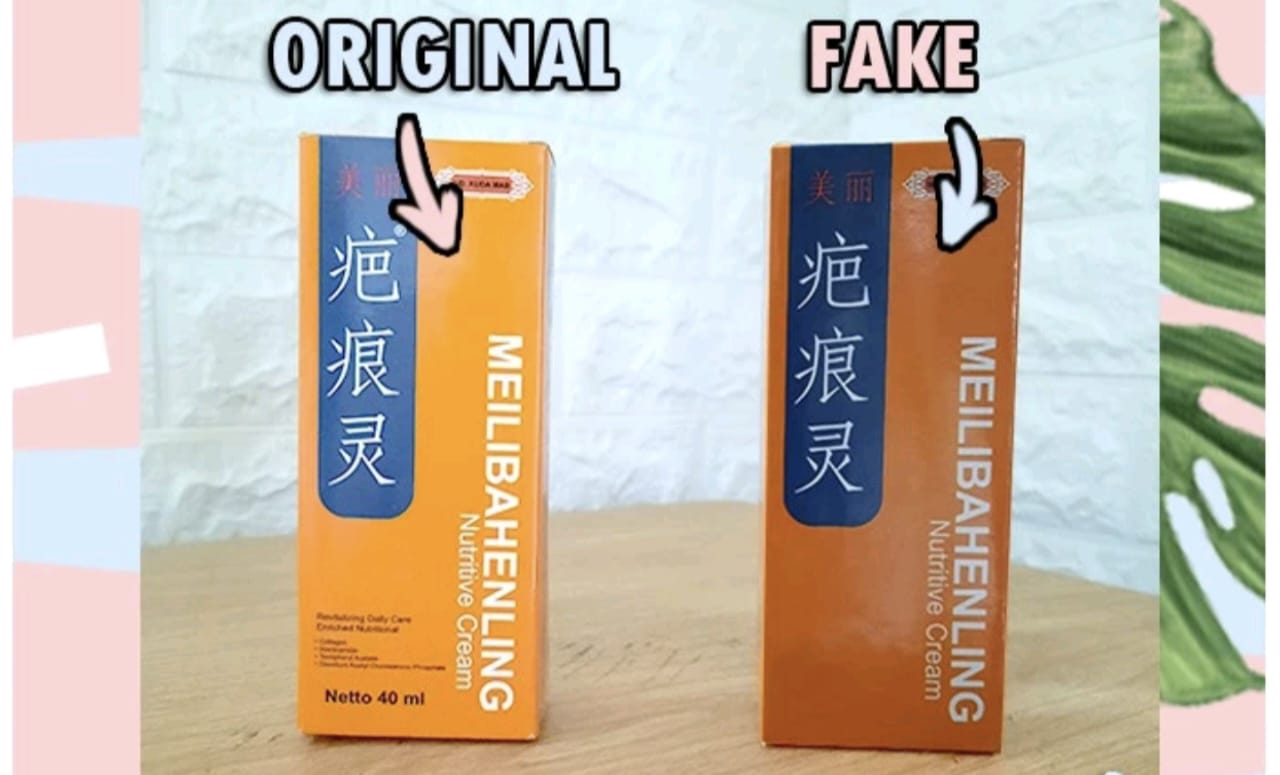 ORIGINAL
FAKE
美丽
疤痕灵
®
MEILIBAHENLING
Nutritive Cream
Revitalizing Daily Care
Enriched Nutritional
Netto 40 ml
美丽
疤痕灵
MEILIBAHENLING
Nutritive Cream